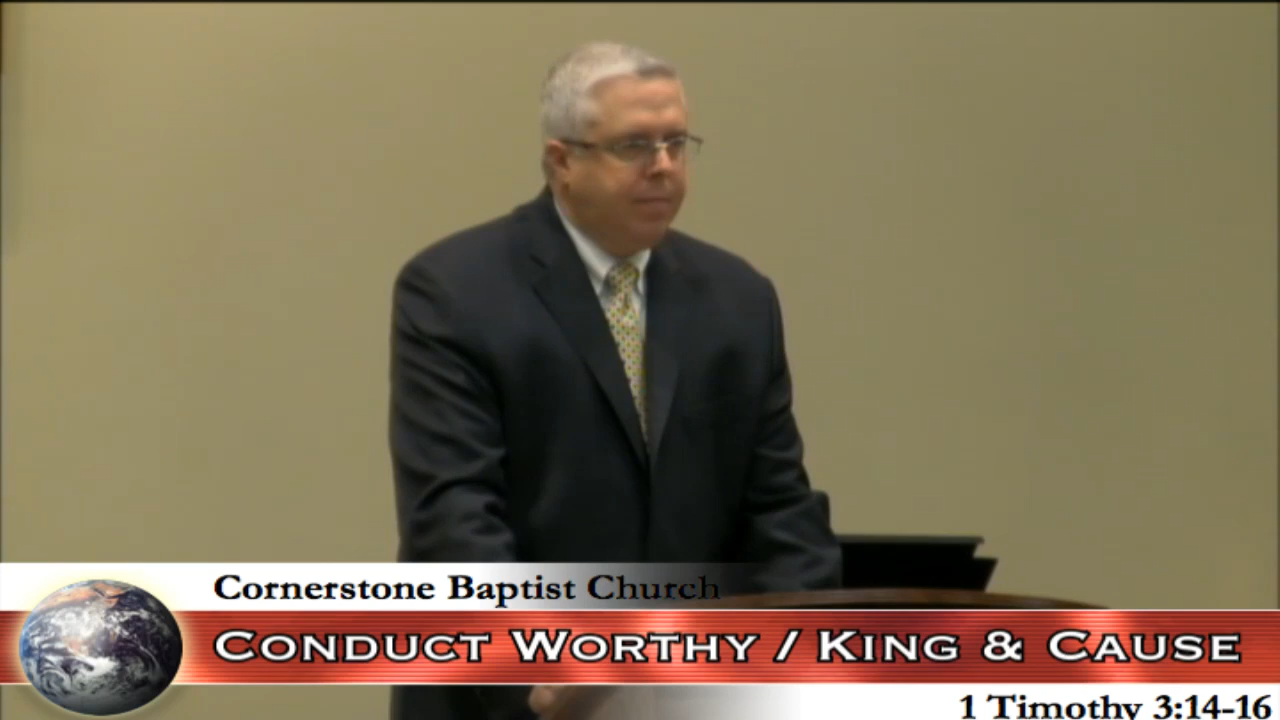 Cornerstone Baptist Church
Conduct Worthy / King & Cause
1 Timothy 3:14-16